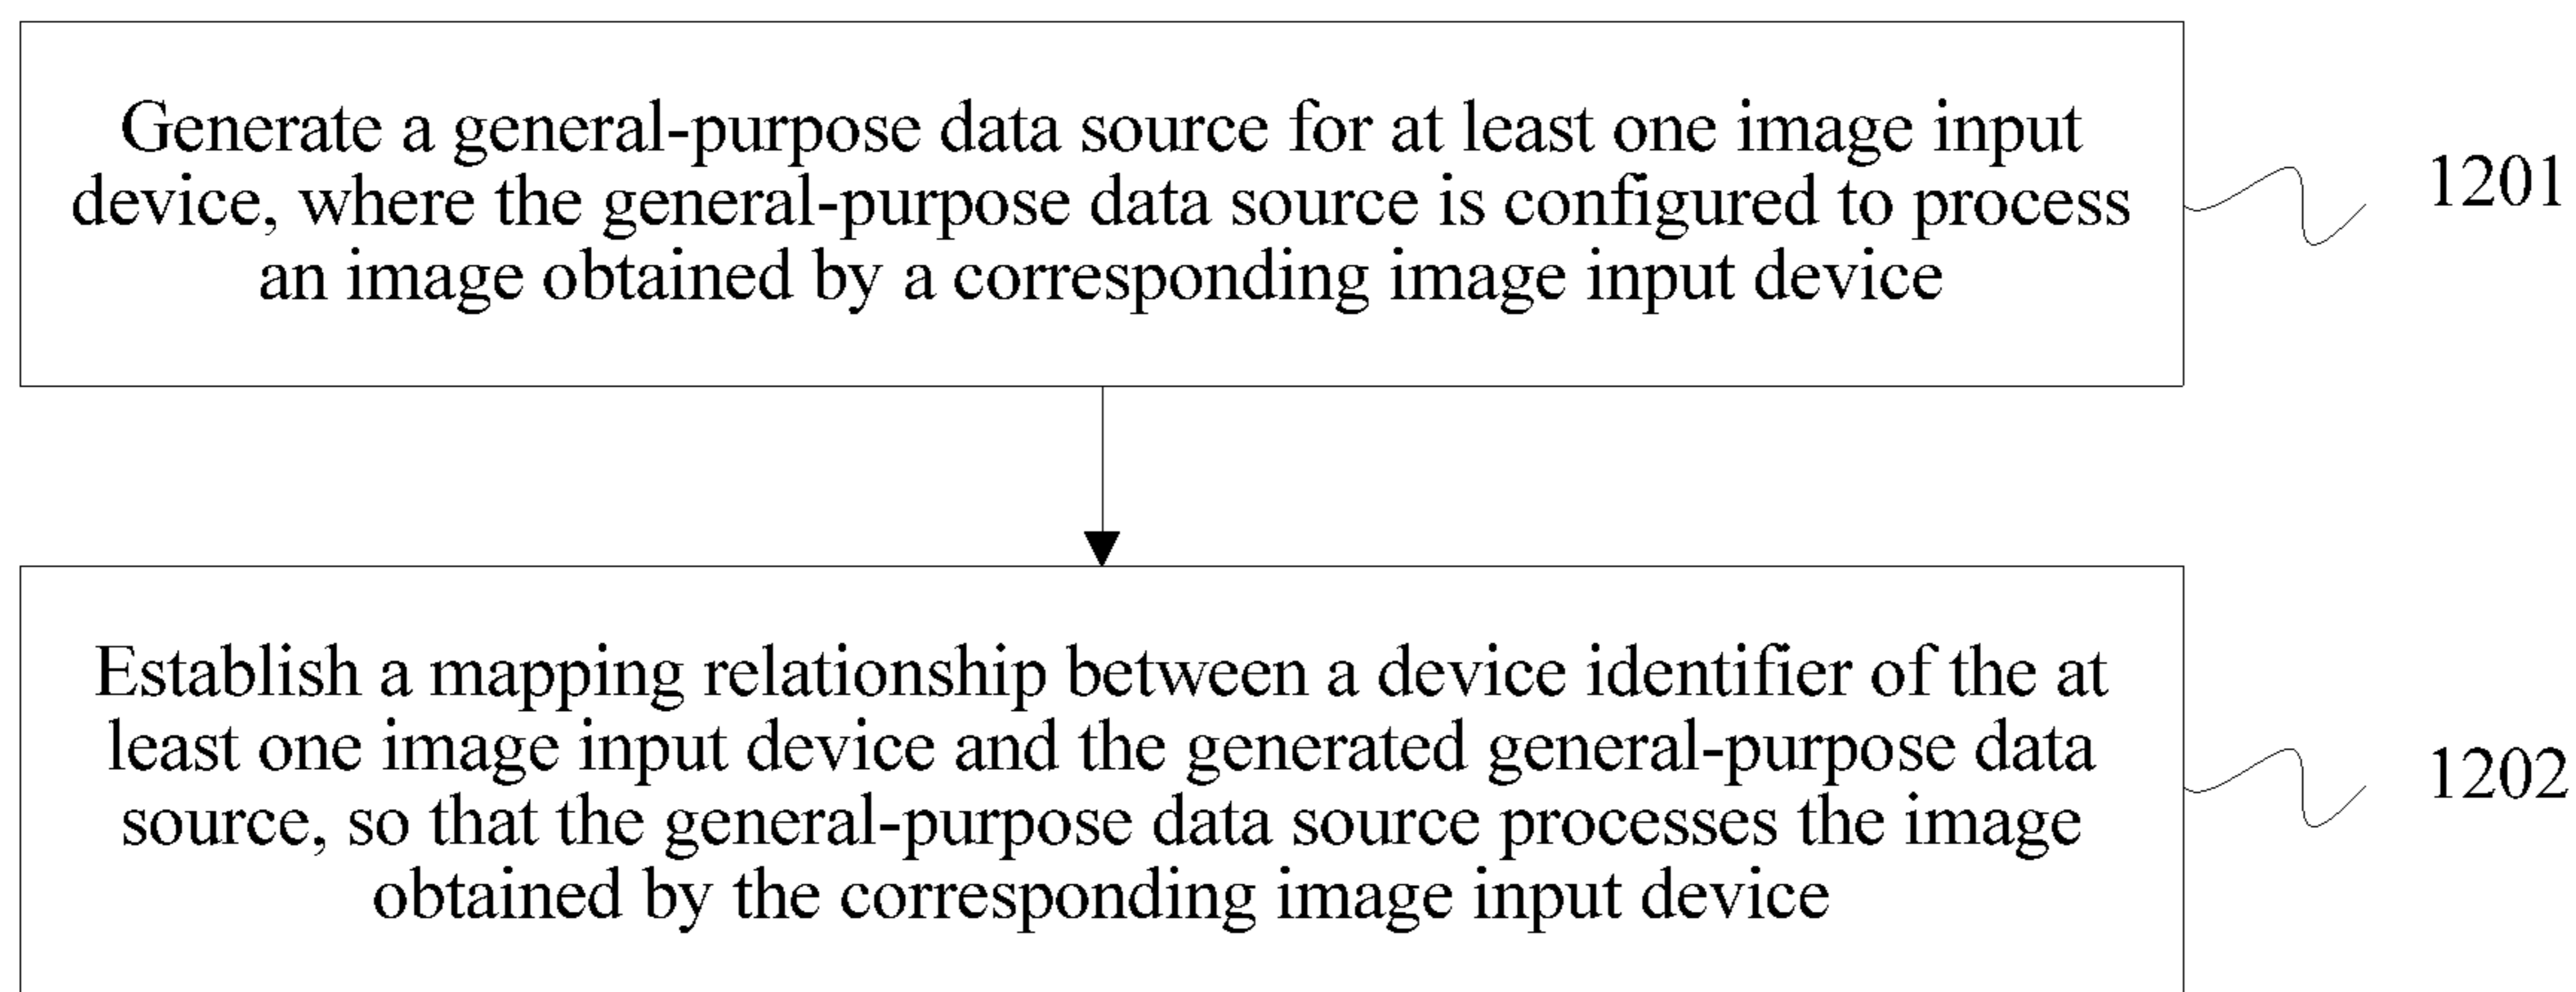 Generate a general-purpose data source for at least one image input
device, where the general-purpose data source is configured to process
an image obtained by a corresponding image input device
1201
Establish a mapping relationship between a device identifier of the at
least one image input device and the generated general-purpose data
source, so that the general-purpose data source processes the image
obtained by the corresponding image input device
1202